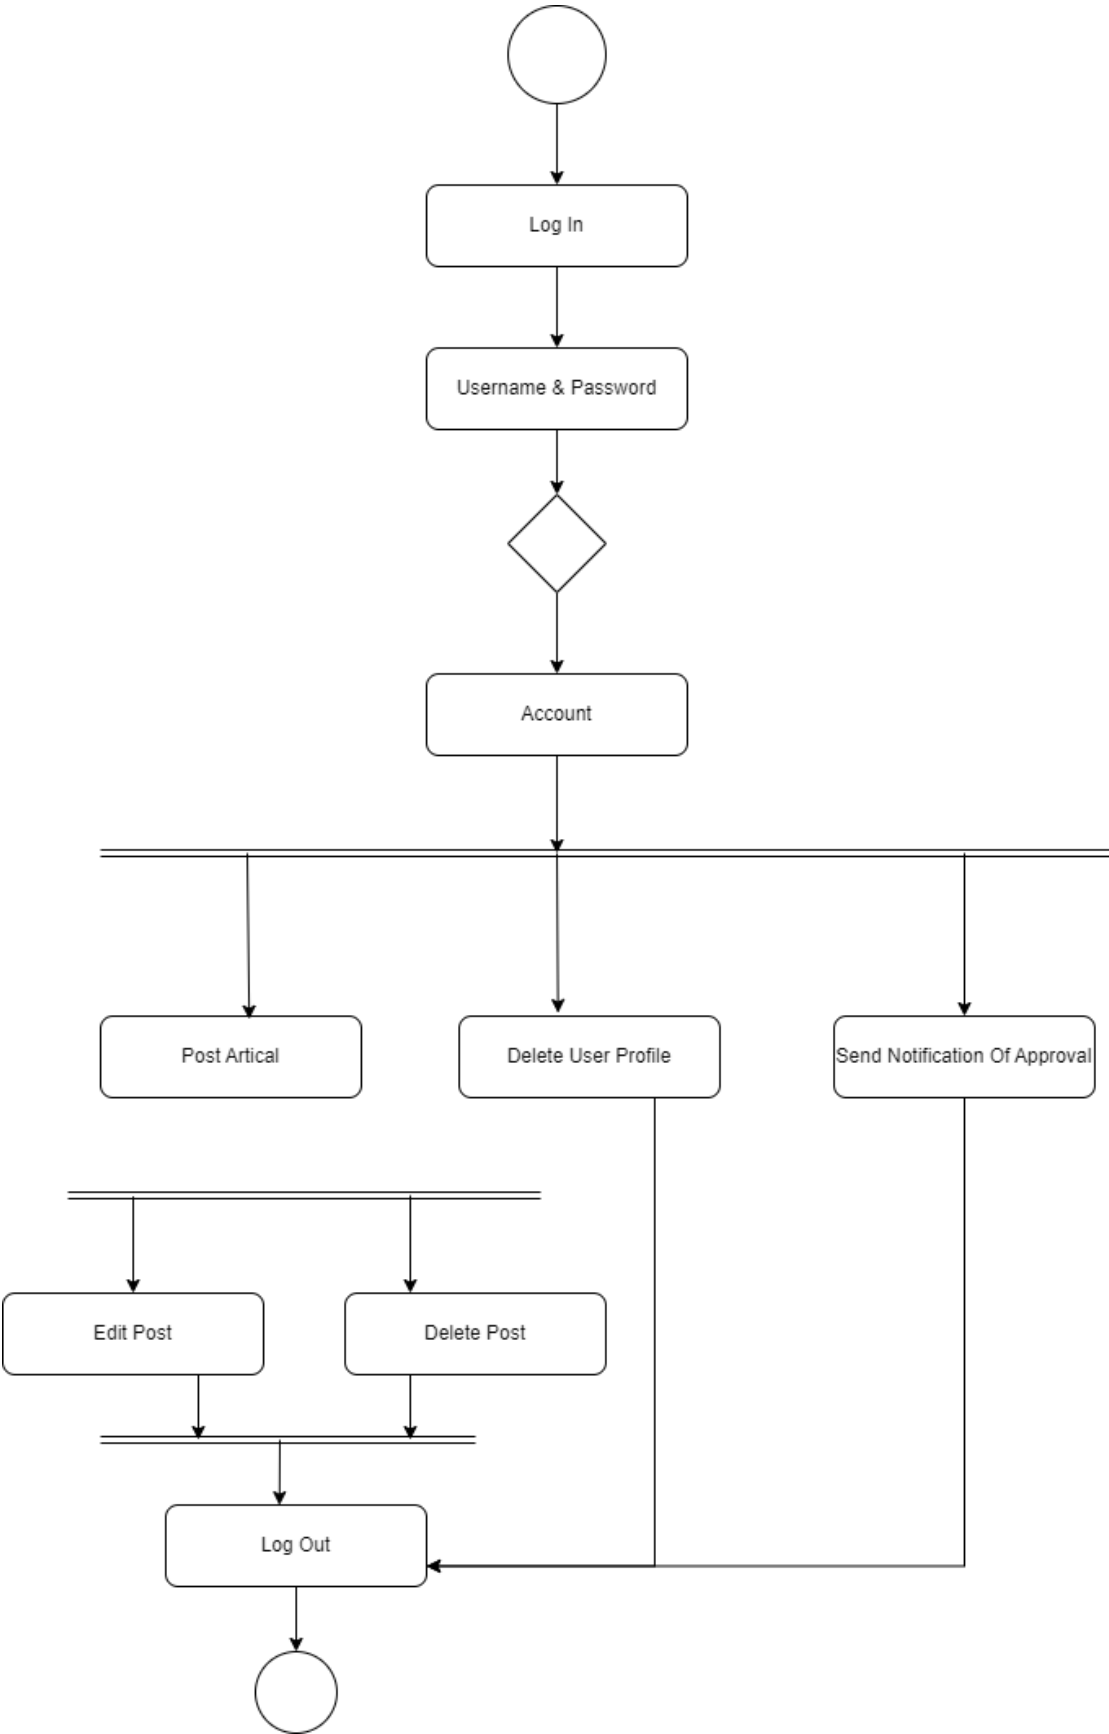 Log In
Username & Password
Account
Post Artical
Delete User Profile
Send Notification Of Approval
Edit Post
Delete Post
Log Out